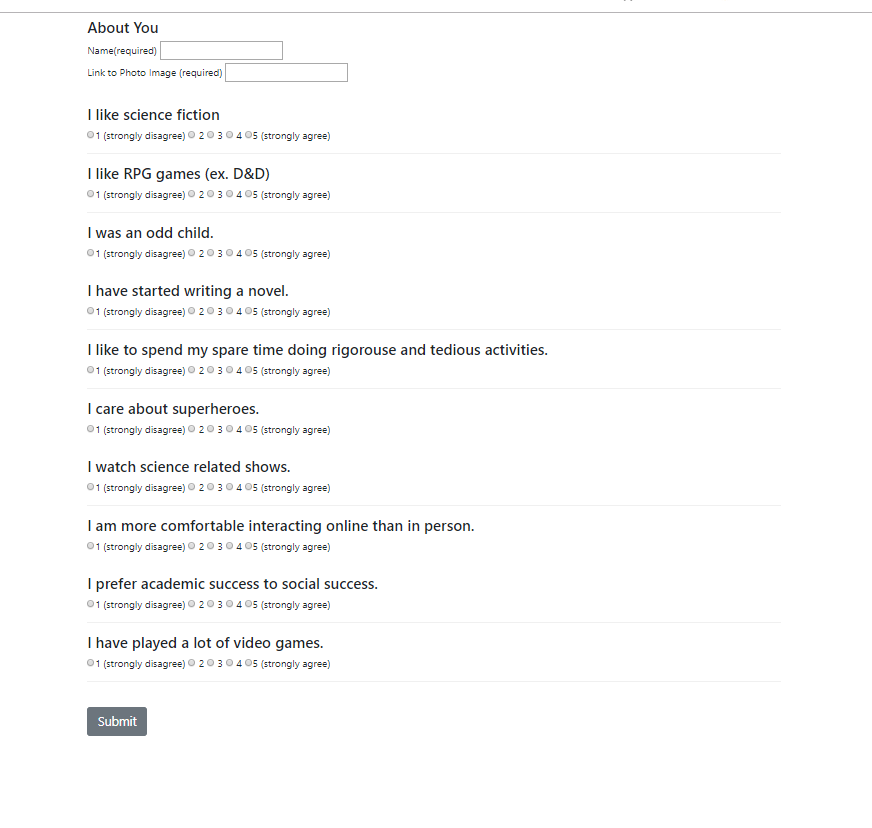 About You
Name(required)
Link to Photo Image (required)
I like science fiction
1 (strongly disagree) 2 3 4 5 (strongly agree)
I like RPG games (ex. D&D)
1 (strongly disagree) 2 3 4 5 (strongly agree)
I was an odd child.
1 (strongly disagree) 2 3 4 5 (strongly agree)
I have started writing a novel.
1 (strongly disagree) 2 3 4 5 (strongly agree)
I like to spend my spare time doing rigorouse and tedious activities.
1 (strongly disagree) 2 3 4 5 (strongly agree)
I care about superheroes.
1 (strongly disagree) 2 3 4 5 (strongly agree)
I watch science related shows.
1 (strongly disagree) 2 3 4 5 (strongly agree)
I am more comfortable interacting online than in person.
1 (strongly disagree) 2 3 4 5 (strongly agree)
I prefer academic success to social success.
1 (strongly disagree) 2 3 4 5 (strongly agree)
I have played a lot of video games.
1 (strongly disagree) 2 3 4 5 (strongly agree)
Submit